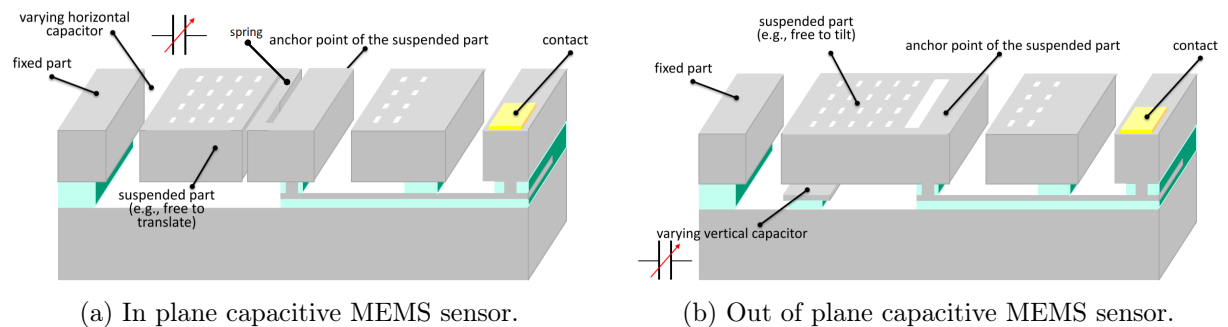 varying horizontal
capacitor
fixed part
spring
anchor point of the suspended part
contact
suspended part
(e.g., free to
translate)
(a) In plane capacitive MEMS sensor.
suspended part
(e.g., free to tilt)
anchor point of the suspended part
contact
fixed part
varying vertical capacitor
(b) Out of plane capacitive MEMS sensor.